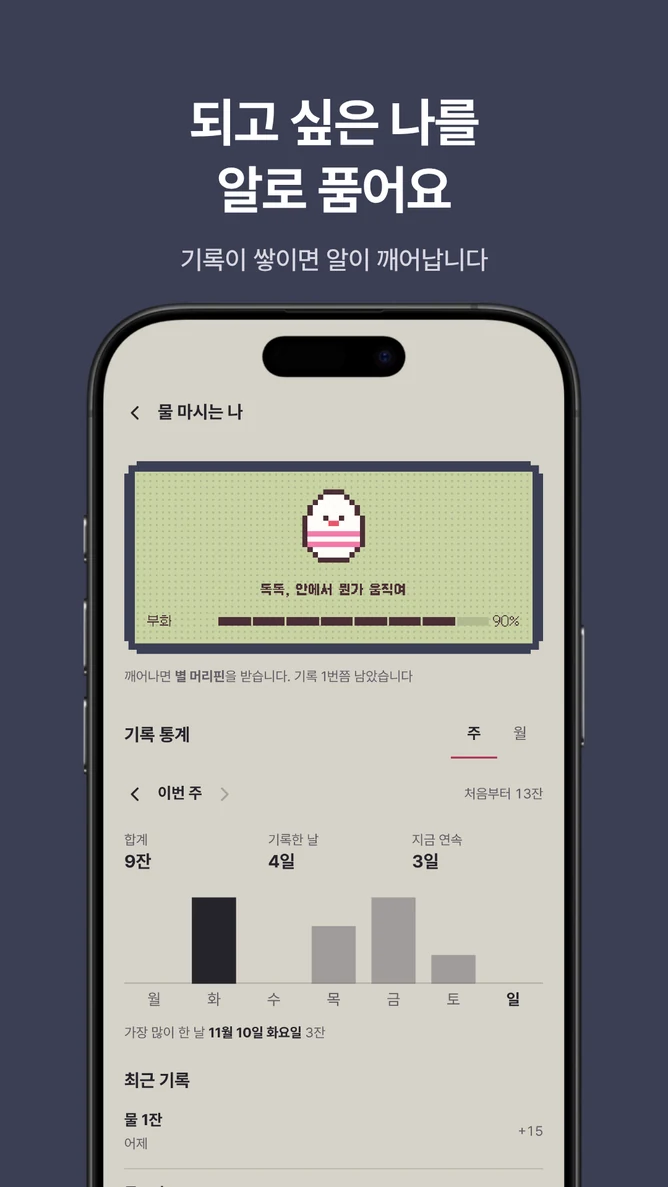 되고 싶은 나를
알로 품어요
기록이 쌓이면 알이 깨어납니다
물 마시는 나
톡톡, 안에서 뭔가 움직여
부화 90%
깨어나면 별 머리핀을 받습니다. 기록 1번쯤 남았습니다
기록 통계 주 월
이번 주 처음부터 13잔
합계 기록한 날 지금 연속
9잔 4일 3일
월 화 수 목 금 토 일
가장 많이 한 날 11월 10일 화요일 3잔
최근 기록
물 1잔
어제 +15